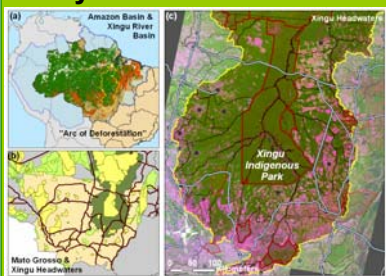 (a)
Amazon Basin &
Xingu River
Basin
"Arc of Deforestation"
(b)
Mato Grosso &
Xingu Headwaters
(c)
Xingu Headwaters
Xingu
Indigenous
Park
0 50 100